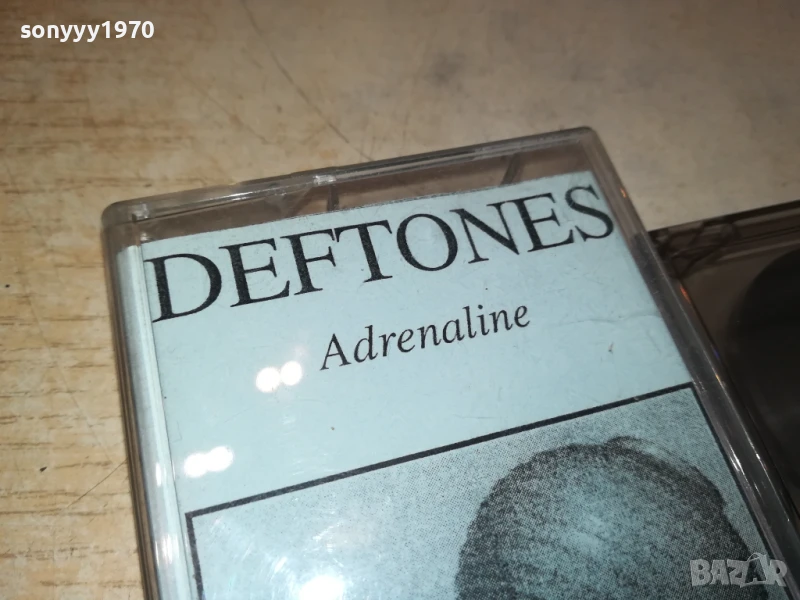 sonyyy1970
DEFTONES
Adrenaline
BAZAR